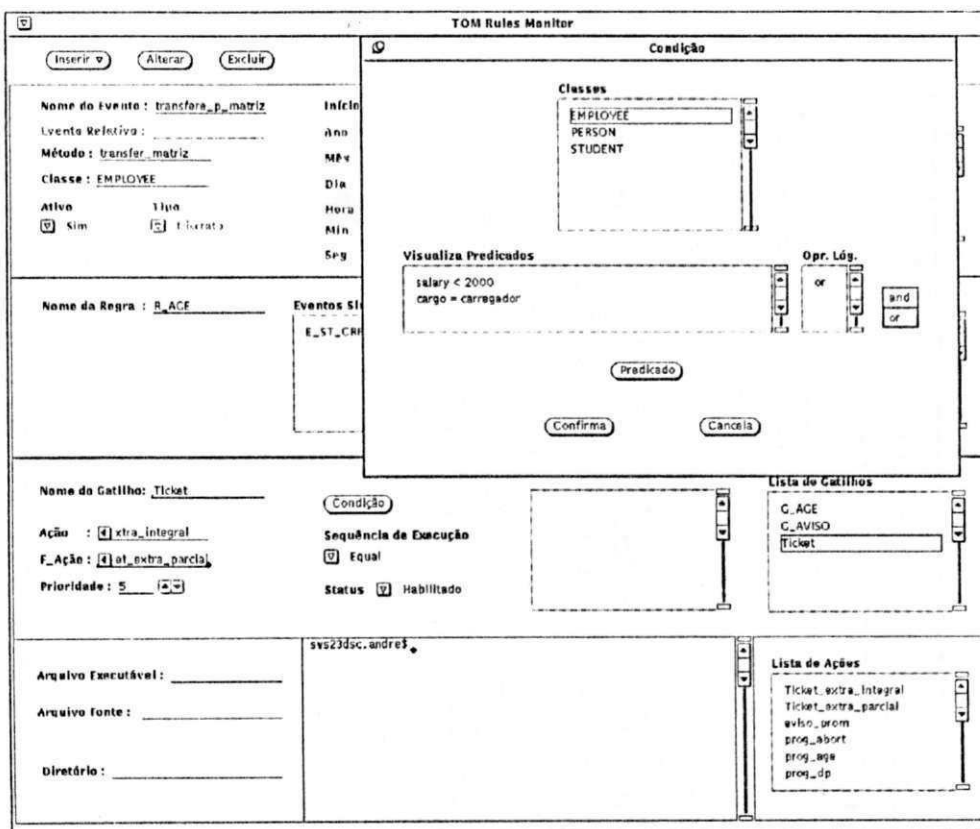 TOM Rules Monitor
Inserir Alterar Excluir
Nome do Evento : transfere_p_matriz
Evento Relativo :
Método : transfer_matriz
Classe : EMPLOYEE
Ativo Tipo
Sim
Início
Ano
Mês
Dia
Hora
Min
Seg
Condição
Classes
EMPLOYEE
PERSON
STUDENT
Visualiza Predicados
salary < 2000
cargo = carregador
Opr. Lóg.
or
and
or
Predicado
Confirma Cancela
Nome da Regra : R_AGE
Eventos
Nome do Gatilho: Ticket
Ação : xtra_integral
F_Ação : et_extra_parcial
Prioridade : 5
Condição
Sequência de Execução
Equal
Status Habilitado
Lista de Gatilhos
G_AGE
G_AVISO
Ticket
Arquivo Executável :
Arquivo Fonte :
Diretório :
sws23dsc.andre$
Lista de Ações
Ticket_extra_integral
Ticket_extra_parcial
aviso_prom
prog_abort
prog_age
prog_dp